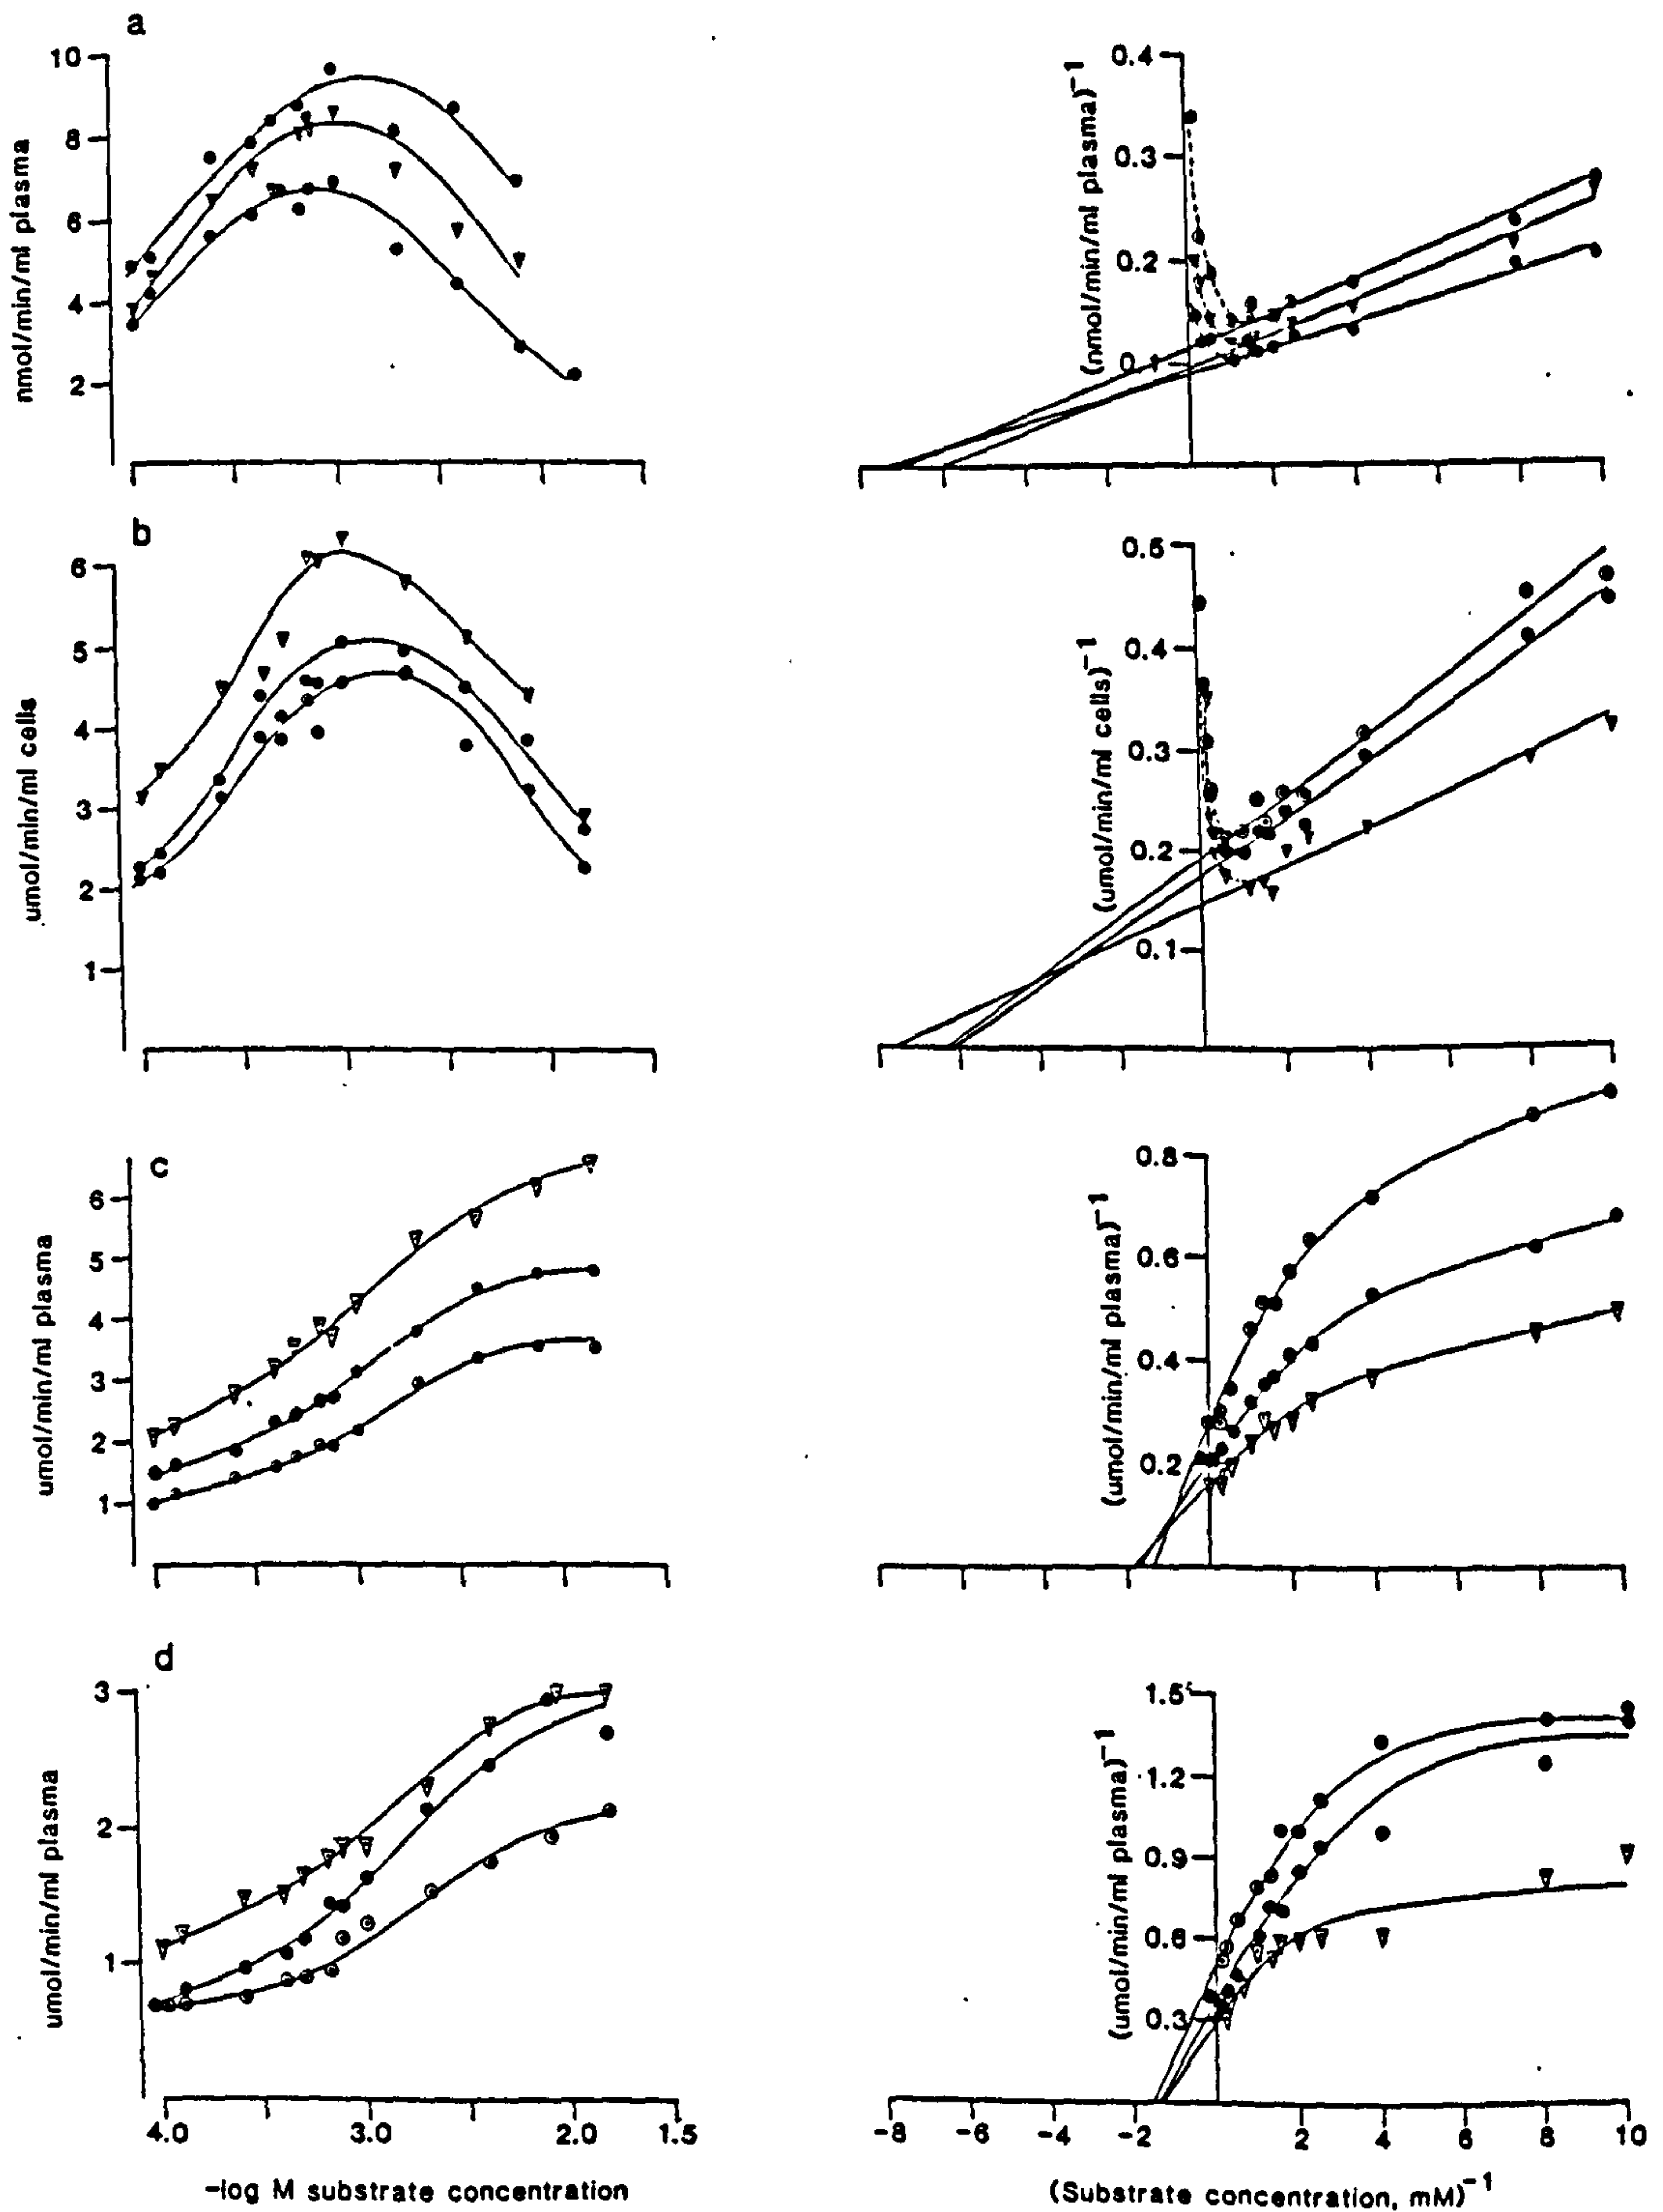 a
10
8
6
4
2
nmol/min/ml plasma
0.4
0.3
0.2
0.1
(nmol/min/ml plasma)⁻¹
b
6
5
4
3
2
1
umol/min/ml cells
0.5
0.4
0.3
0.2
0.1
(umol/min/ml cells)⁻¹
c
6
5
4
3
2
1
umol/min/ml plasma
0.8
0.6
0.4
0.2
(umol/min/ml plasma)⁻¹
d
3
2
1
umol/min/ml plasma
4.0 3.0 2.0 1.5
-log M substrate concentration
1.5
1.2
0.9
0.6
0.3
(umol/min/ml plasma)⁻¹
-8 -6 -4 -2 2 4 6 8 10
(Substrate concentration, mM)⁻¹